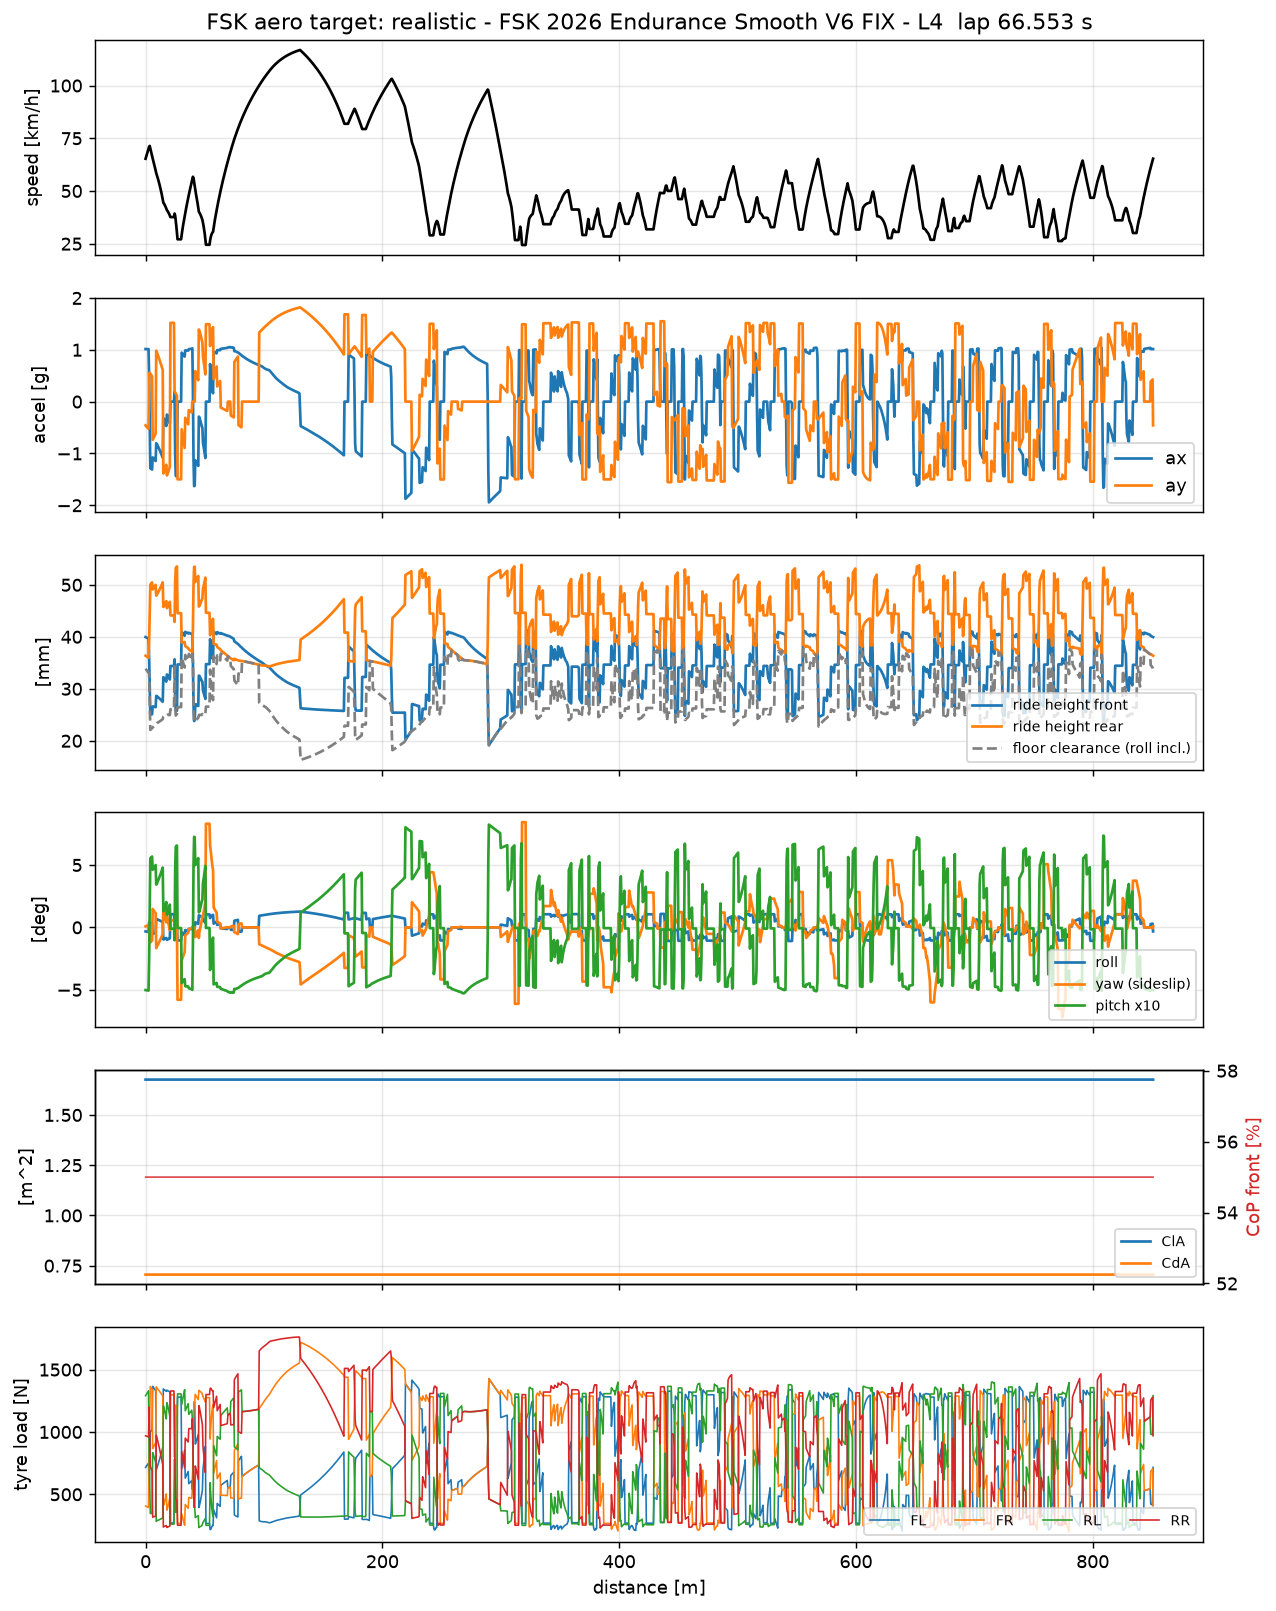 FSK aero target: realistic - FSK 2026 Endurance Smooth V6 FIX - L4  lap 66.553 s
100
75
50
25
speed [km/h]
2
1
0
−1
−2
accel [g]
ax
ay
50
40
30
20
[mm]
ride height front
ride height rear
floor clearance (roll incl.)
5
0
−5
[deg]
roll
yaw (sideslip)
pitch x10
1.50
1.25
1.00
0.75
[m^2]
58
56
54
52
CoP front [%]
ClA
CdA
1500
1000
500
tyre load [N]
FL
FR
RL
RR
0
200
400
600
800
distance [m]